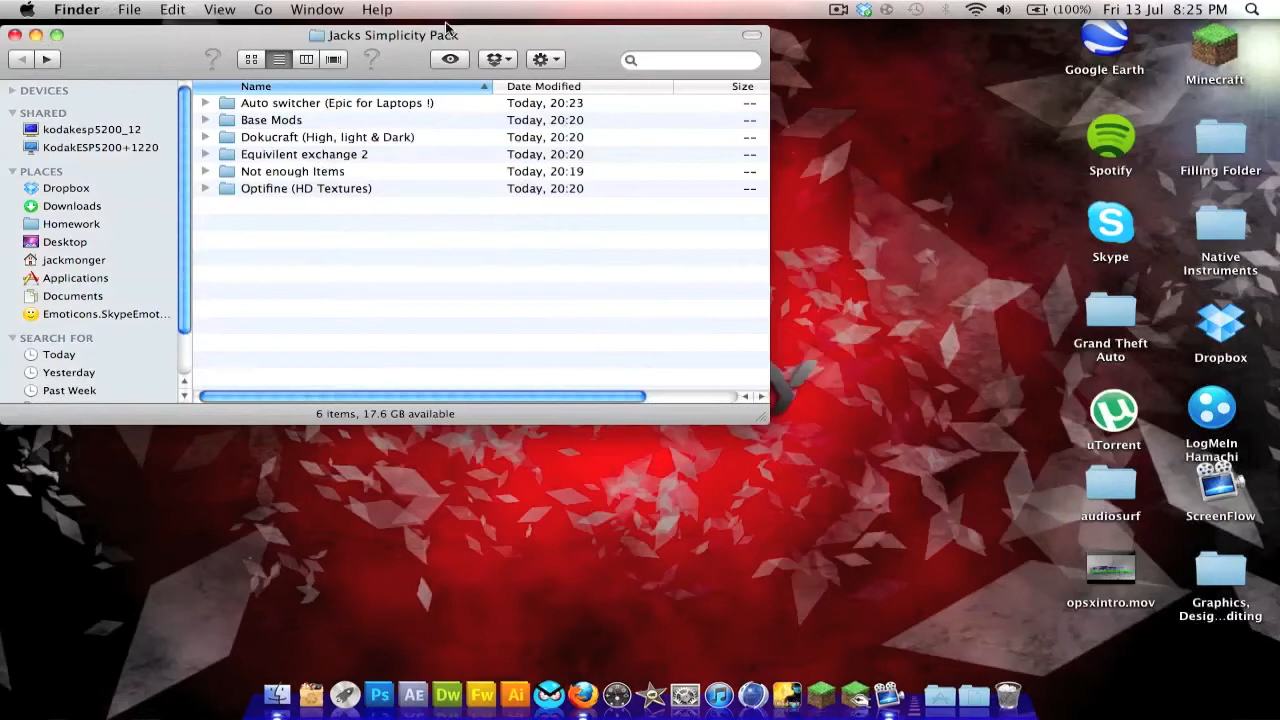 Finder File Edit View Go Window Help (100%) Fri 13 Jul 8:25 PM
Jacks Simplicity Pack
Name Date Modified Size
DEVICES
SHARED
kodakesp5200_12
KodakESP5200+1220
PLACES
Dropbox
Downloads
Homework
Desktop
jackmonger
Applications
Documents
Emoticons.SkypeEmot...
SEARCH FOR
Today
Yesterday
Past Week
Auto switcher (Epic for Laptops !) Today, 20:23 --
Base Mods Today, 20:20 --
Dokucraft (High, light & Dark) Today, 20:20 --
Equivilent exchange 2 Today, 20:20 --
Not enough Items Today, 20:19 --
Optifine (HD Textures) Today, 20:20 --
6 items, 17.6 GB available
Google Earth
Minecraft
Spotify
Filling Folder
Skype
Native
Instruments
Grand Theft
Auto
Dropbox
uTorrent
LogMeIn
Hamachi
audiosurf
ScreenFlow
opsxintro.mov
Graphics,
Desig...diting
Ps AE Dw Fw Ai